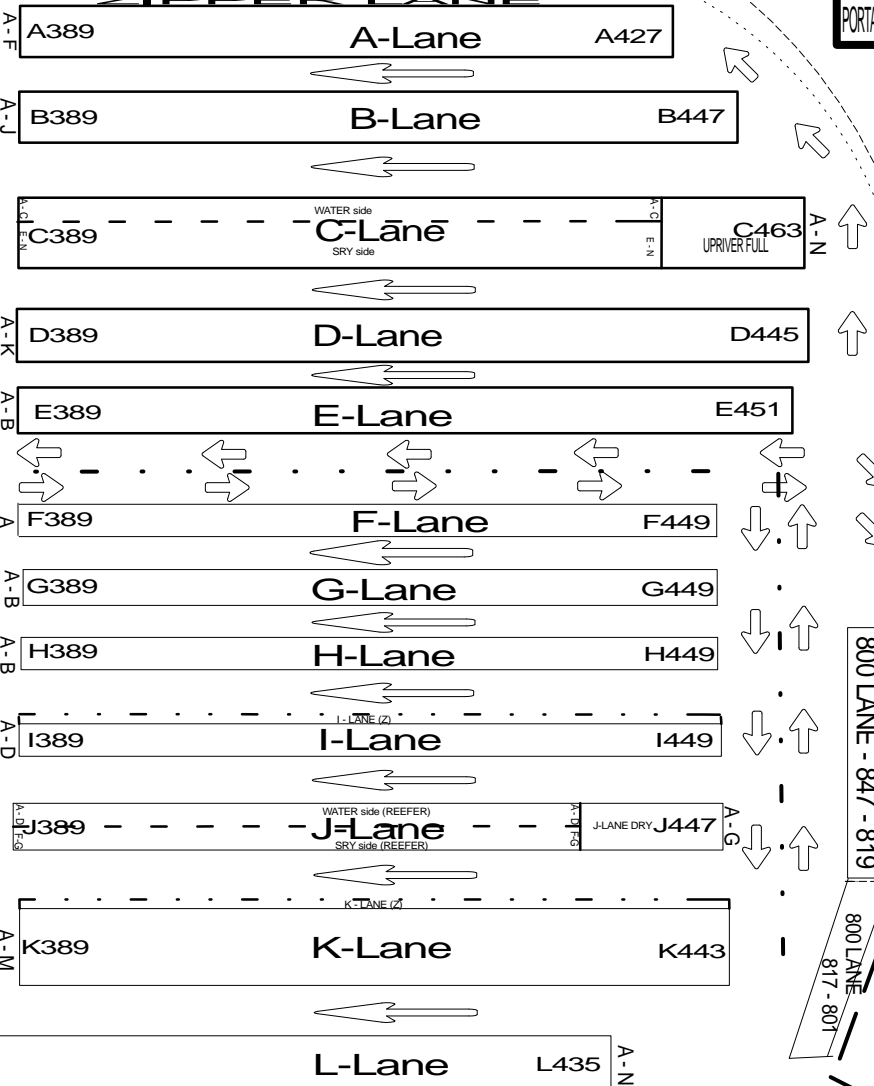 ZIPPER LANE
PORTA
A-F
A389 A-Lane A427
A-J
B389 B-Lane B447
A-C
E-N
WATER side
C389 C-Lane
SRY side
A-C
E-N
C463
UPRIVER FULL
A-N
A-K
D389 D-Lane D445
A-B
E389 E-Lane E451
A
F389 F-Lane F449
A-B
G389 G-Lane G449
A-B
H389 H-Lane H449
I - LANE (Z)
A-D
I389 I-Lane I449
A-D
F-G
WATER side (REEFER)
J389 J-Lane
SRY side (REEFER)
A-D
F-G
J-LANE DRY J447
A-G
K - LANE (Z)
A-M
K389 K-Lane K443
L-Lane L435
A-N
800 LANE - 847 - 819
800 LANE
817 - 801